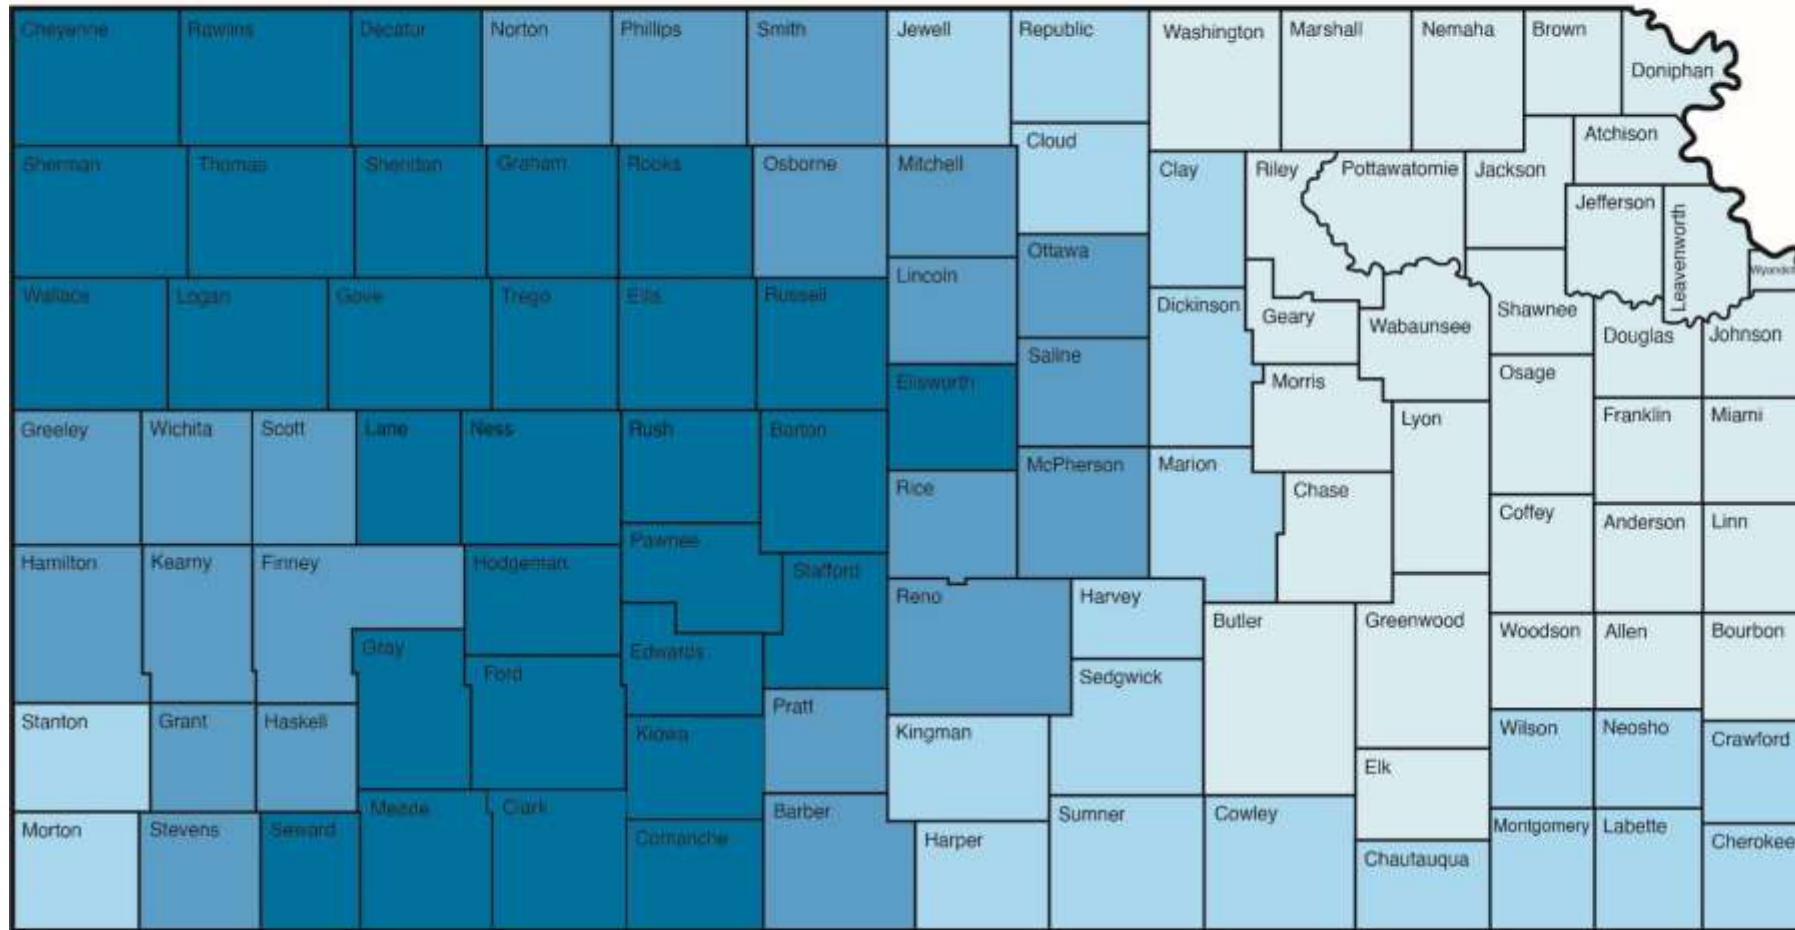 Cheyenne
Rawlins
Decatur
Norton
Phillips
Smith
Jewell
Republic
Washington
Marshall
Nemaha
Brown
Doniphan
Cloud
Atchison
Sherman
Thomas
Sheridan
Graham
Rooks
Osborne
Mitchell
Clay
Riley
Pottawatomie
Jackson
Jefferson
Leavenworth
Ottawa
Lincoln
Wallace
Logan
Gove
Trego
Ellis
Russell
Dickinson
Geary
Wabaunsee
Shawnee
Douglas
Johnson
Saline
Ellsworth
Morris
Osage
Greeley
Wichita
Scott
Lane
Ness
Rush
Barton
Lyon
Franklin
Miami
McPherson
Marion
Rice
Chase
Coffey
Anderson
Linn
Hamilton
Kearny
Finney
Hodgeman
Pawnee
Stafford
Reno
Harvey
Butler
Greenwood
Woodson
Allen
Bourbon
Gray
Ford
Edwards
Sedgwick
Stanton
Grant
Haskell
Kiowa
Pratt
Kingman
Wilson
Neosho
Crawford
Elk
Morton
Stevens
Seward
Meade
Clark
Comanche
Barber
Harper
Sumner
Cowley
Montgomery
Labette
Cherokee
Chautauqua